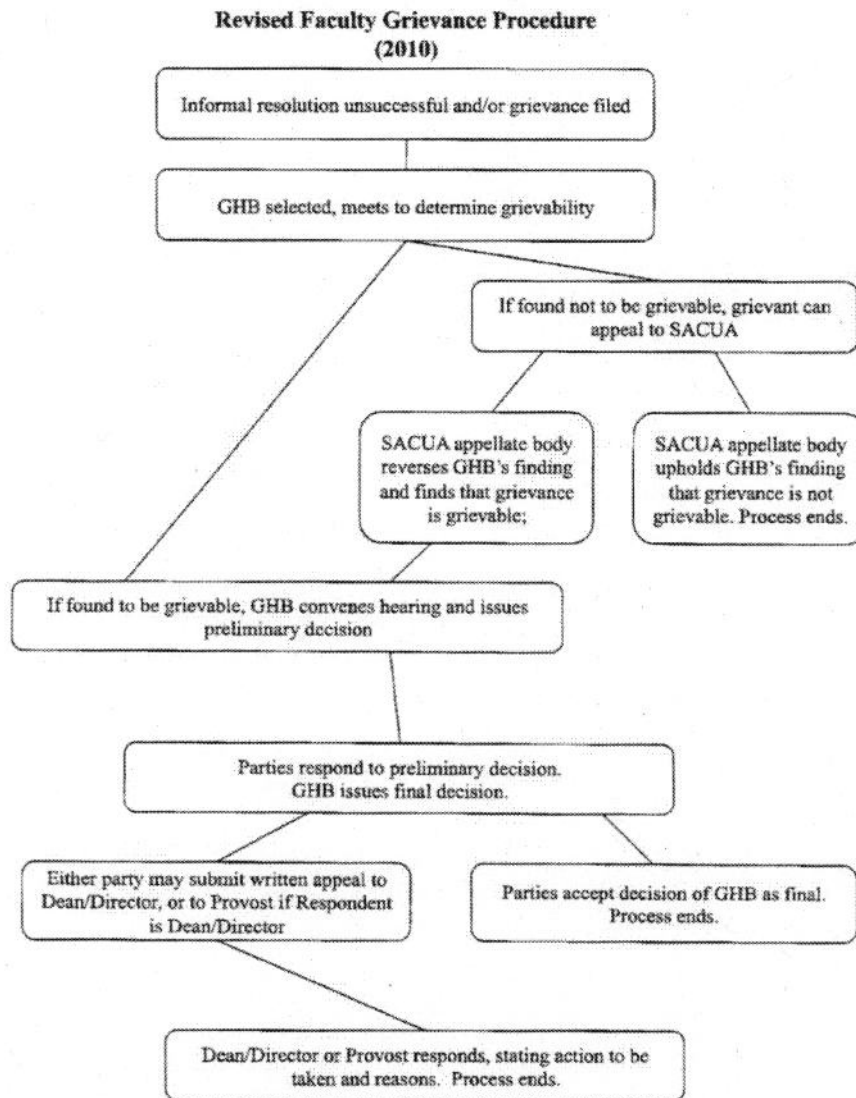 Revised Faculty Grievance Procedure
(2010)
Informal resolution unsuccessful and/or grievance filed
GHB selected, meets to determine grievability
If found not to be grievable, grievant can
appeal to SACUA
SACUA appellate body
reverses GHB's finding
and finds that grievance
is grievable;
SACUA appellate body
upholds GHB's finding
that grievance is not
grievable. Process ends.
If found to be grievable, GHB convenes hearing and issues
preliminary decision
Parties respond to preliminary decision.
GHB issues final decision.
Either party may submit written appeal to
Dean/Director, or to Provost if Respondent
is Dean/Director
Parties accept decision of GHB as final.
Process ends.
Dean/Director or Provost responds, stating action to be
taken and reasons. Process ends.